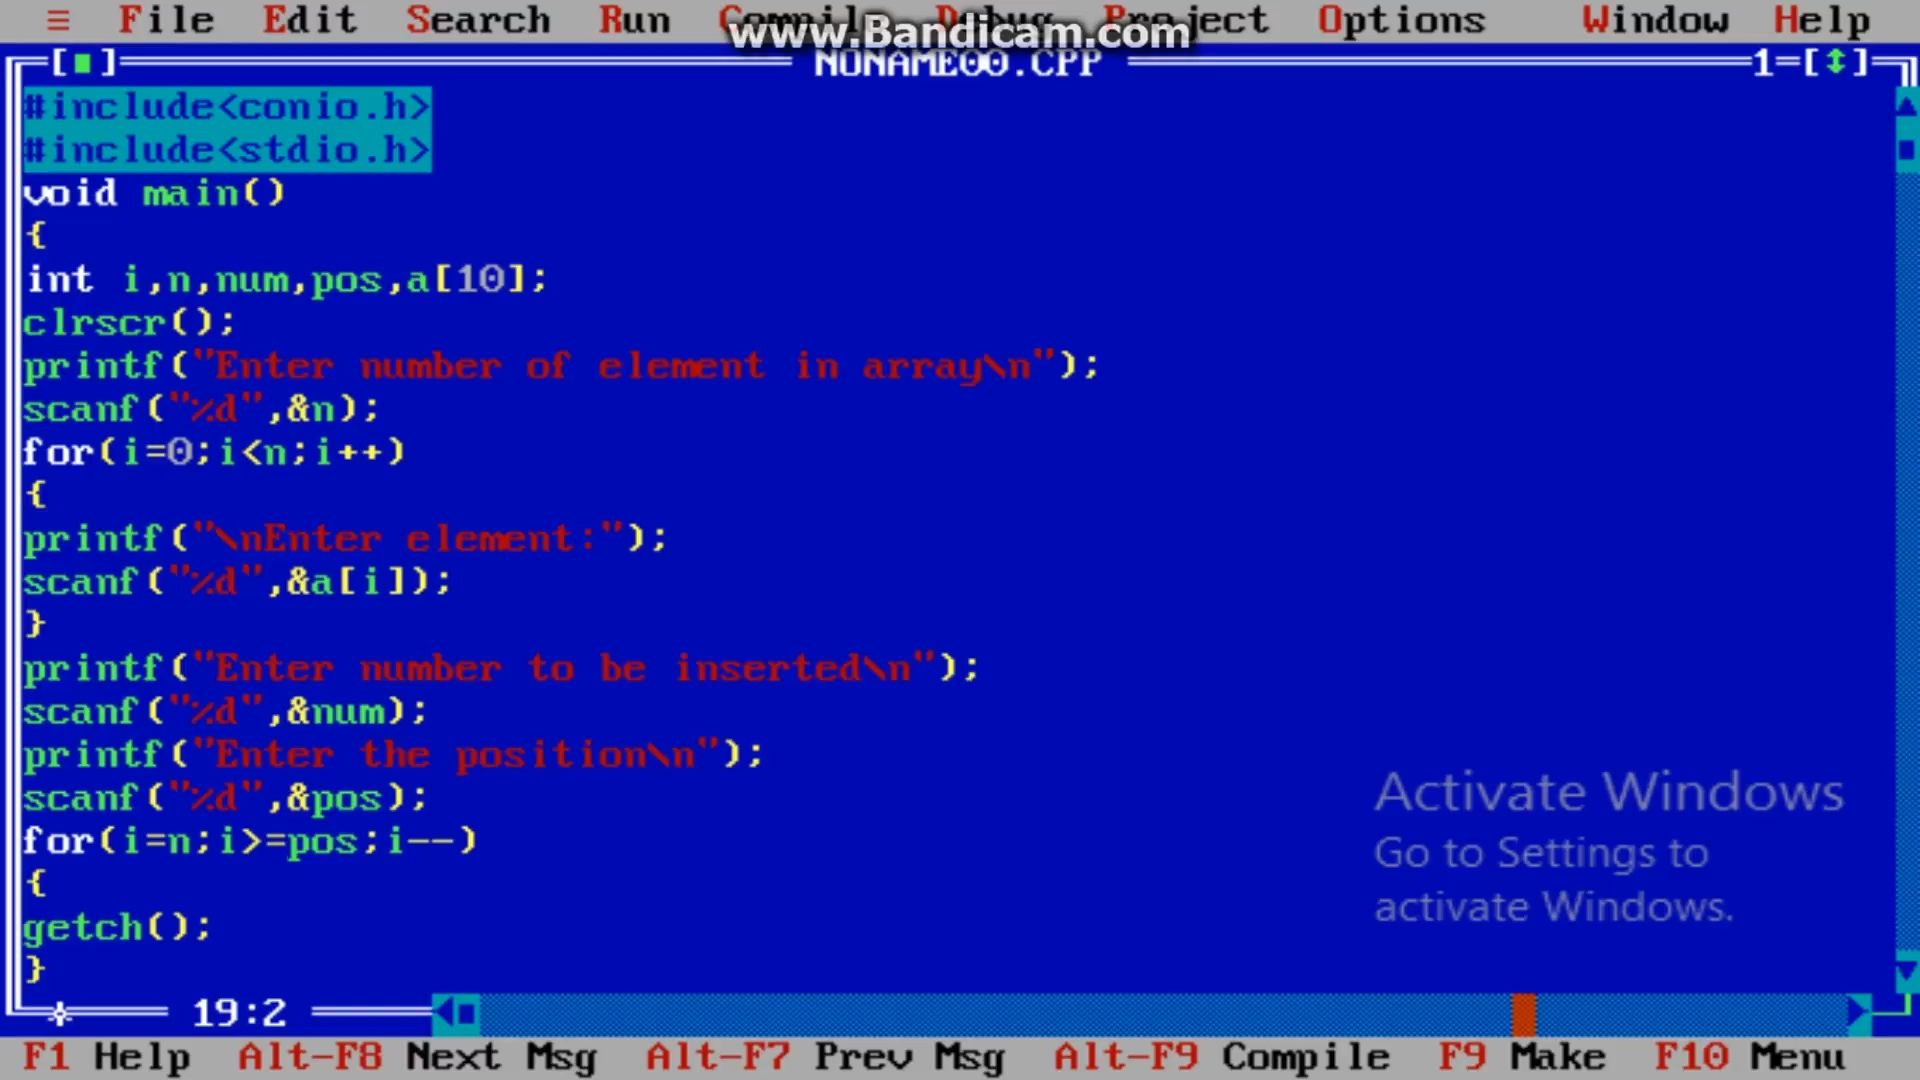 ≡ File Edit Search Run Compile Debug Project Options Window Help
www.Bandicam.com
[■] NONAME00.CPP 1=[↕]
#include<conio.h>
#include<stdio.h>
void main()
{
int i,n,num,pos,a[10];
clrscr();
printf("Enter number of element in array\n");
scanf("%d",&n);
for(i=0;i<n;i++)
{
printf("\nEnter element:");
scanf("%d",&a[i]);
}
printf("Enter number to be inserted\n");
scanf("%d",&num);
printf("Enter the position\n");
scanf("%d",&pos);
for(i=n;i>=pos;i--)
{
getch();
}
Activate Windows
Go to Settings to
activate Windows.
19:2
F1 Help Alt-F8 Next Msg Alt-F7 Prev Msg Alt-F9 Compile F9 Make F10 Menu